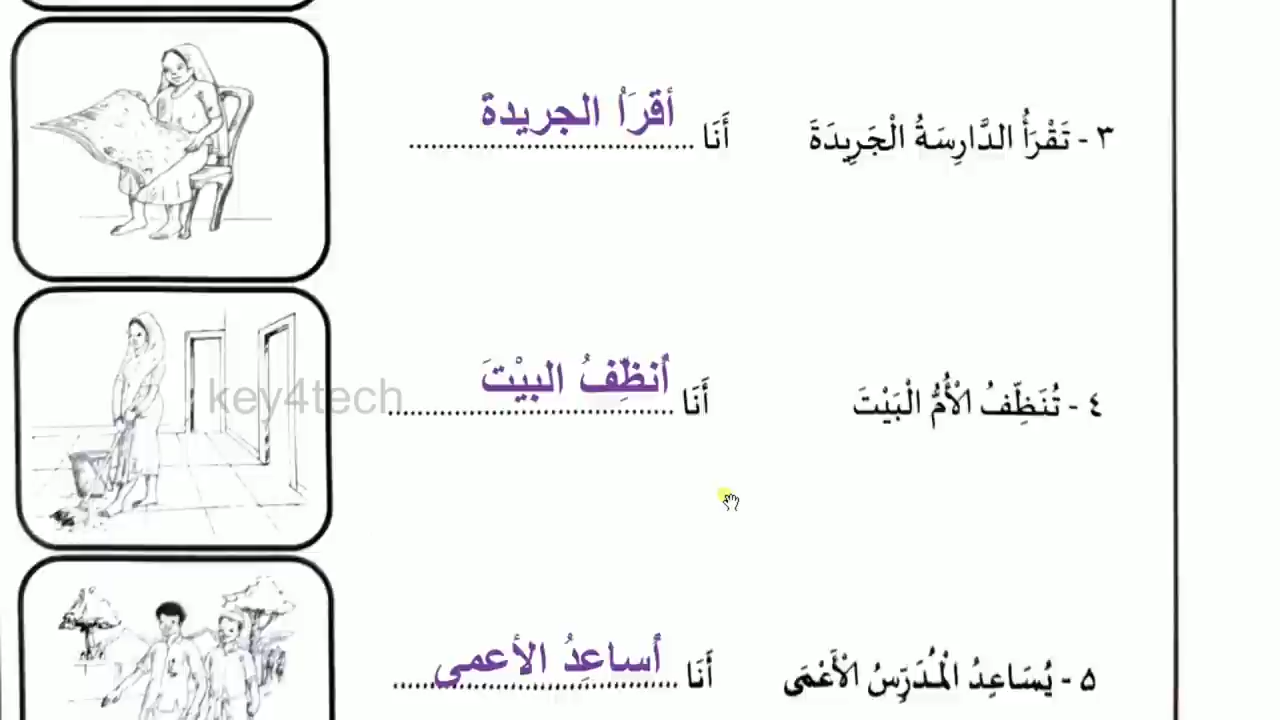 ٣ - تَقْرَأُ الدَّارِسَةُ الْجَرِيدَةَ أَنَا أقرَأُ الجريدةَ
٤ - تُنَظِّفُ الْأُمُّ الْبَيْتَ أَنَا أنظِّفُ البيْتَ
key4tech
٥ - يُسَاعِدُ الْمُدَرِّسُ الْأَعْمَى أَنَا أساعِدُ الأعمى